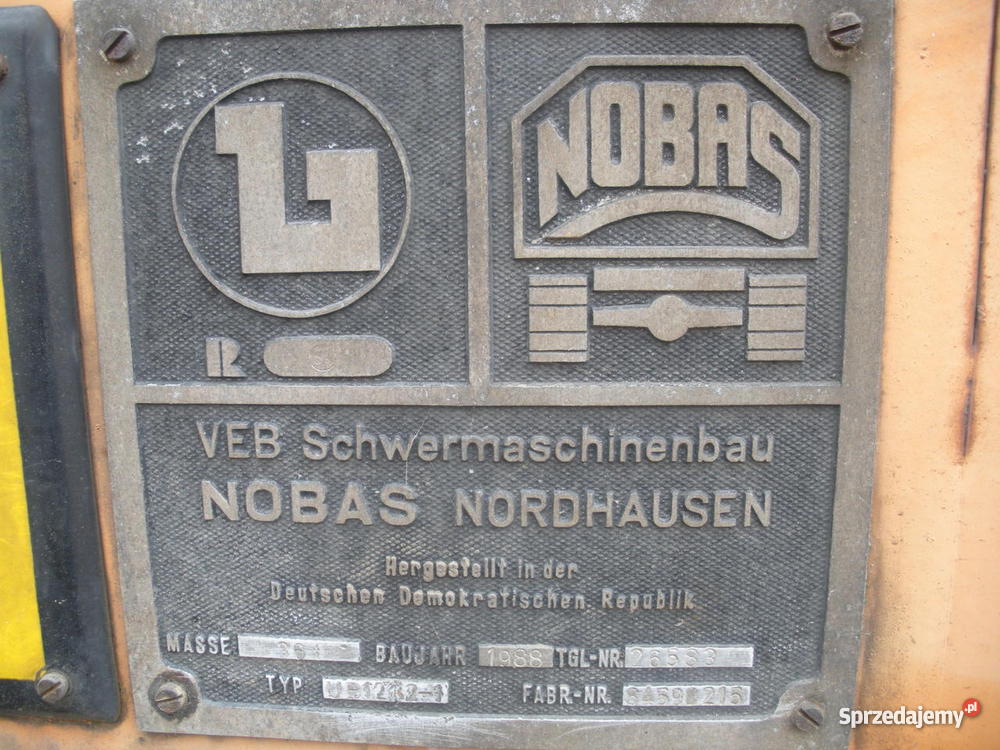 NOBAS
R S
VEB Schwermaschinenbau
NOBAS NORDHAUSEN
Hergestellt in der
Deutschen Demokratischen Republik
MASSE BAUJAHR 1988 TGL-NR. 26583
TYP FABR.-NR.
Sprzedajemy.pl